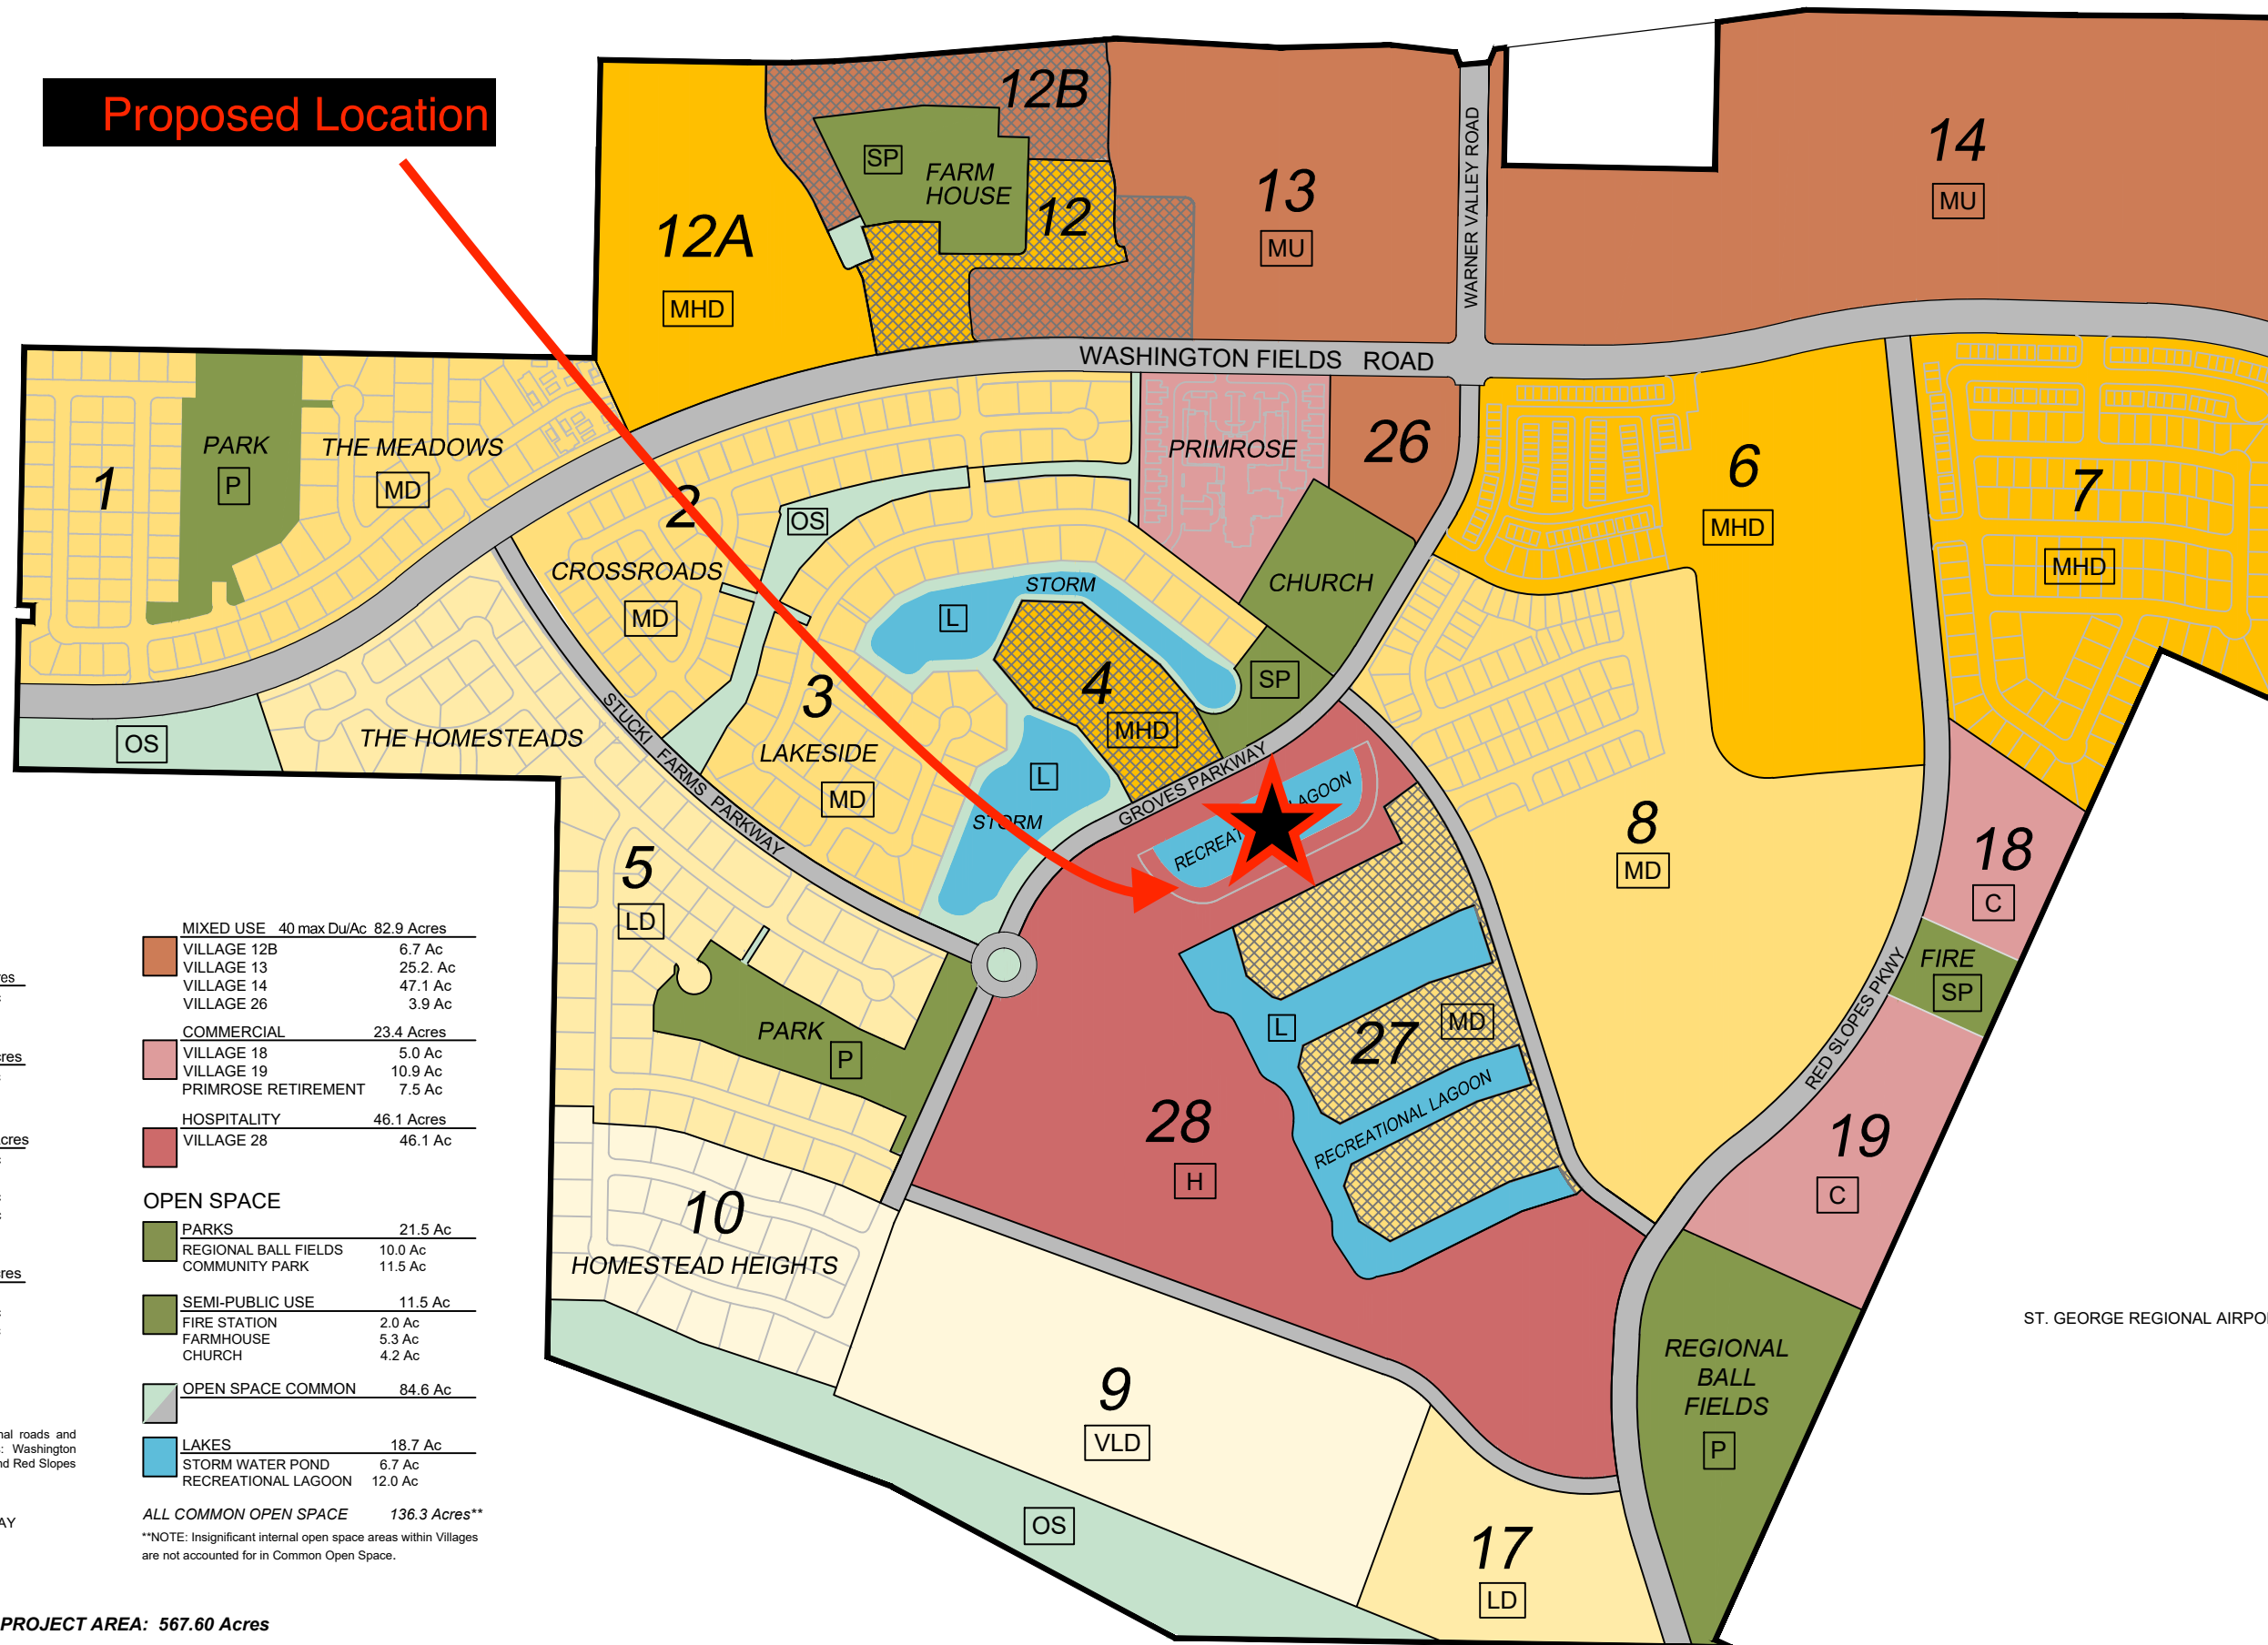 Proposed Location
12B
SP
FARM
HOUSE
12
12A
MHD
13
MU
WARNER VALLEY ROAD
14
MU
WASHINGTON FIELDS ROAD
1
PARK
P
THE MEADOWS
MD
2
OS
CROSSROADS
MD
PRIMROSE
26
CHURCH
SP
6
MHD
7
MHD
STORM
L
4
MHD
3
LAKESIDE
MD
L
STORM
OS
THE HOMESTEADS
STUCKI FARMS PARKWAY
GROVES PARKWAY
LAGOON
8
MD
18
C
FIRE
SP
RED SLOPES PKWY
19
C
5
LD
PARK
P
L
27
MD
RECREATIONAL LAGOON
28
H
10
HOMESTEAD HEIGHTS
9
VLD
OS
17
LD
REGIONAL
BALL
FIELDS
P
ST. GEORGE REGIONAL
MIXED USE 40 max Du/Ac 82.9 Acres
VILLAGE 12B 6.7 Ac
VILLAGE 13 25.2. Ac
VILLAGE 14 47.1 Ac
VILLAGE 26 3.9 Ac
COMMERCIAL 23.4 Acres
VILLAGE 18 5.0 Ac
VILLAGE 19 10.9 Ac
PRIMROSE RETIREMENT 7.5 Ac
HOSPITALITY 46.1 Acres
VILLAGE 28 46.1 Ac
OPEN SPACE
PARKS 21.5 Ac
REGIONAL BALL FIELDS 10.0 Ac
COMMUNITY PARK 11.5 Ac
SEMI-PUBLIC USE 11.5 Ac
FIRE STATION 2.0 Ac
FARMHOUSE 5.3 Ac
CHURCH 4.2 Ac
OPEN SPACE COMMON 84.6 Ac
LAKES 18.7 Ac
STORM WATER POND 6.7 Ac
RECREATIONAL LAGOON 12.0 Ac
ALL COMMON OPEN SPACE 136.3 Acres**
**NOTE: Insignificant internal open space areas within Villages
are not accounted for in Common Open Space.
roads and
: Washington
Red Slopes
PROJECT AREA: 567.60 Acres